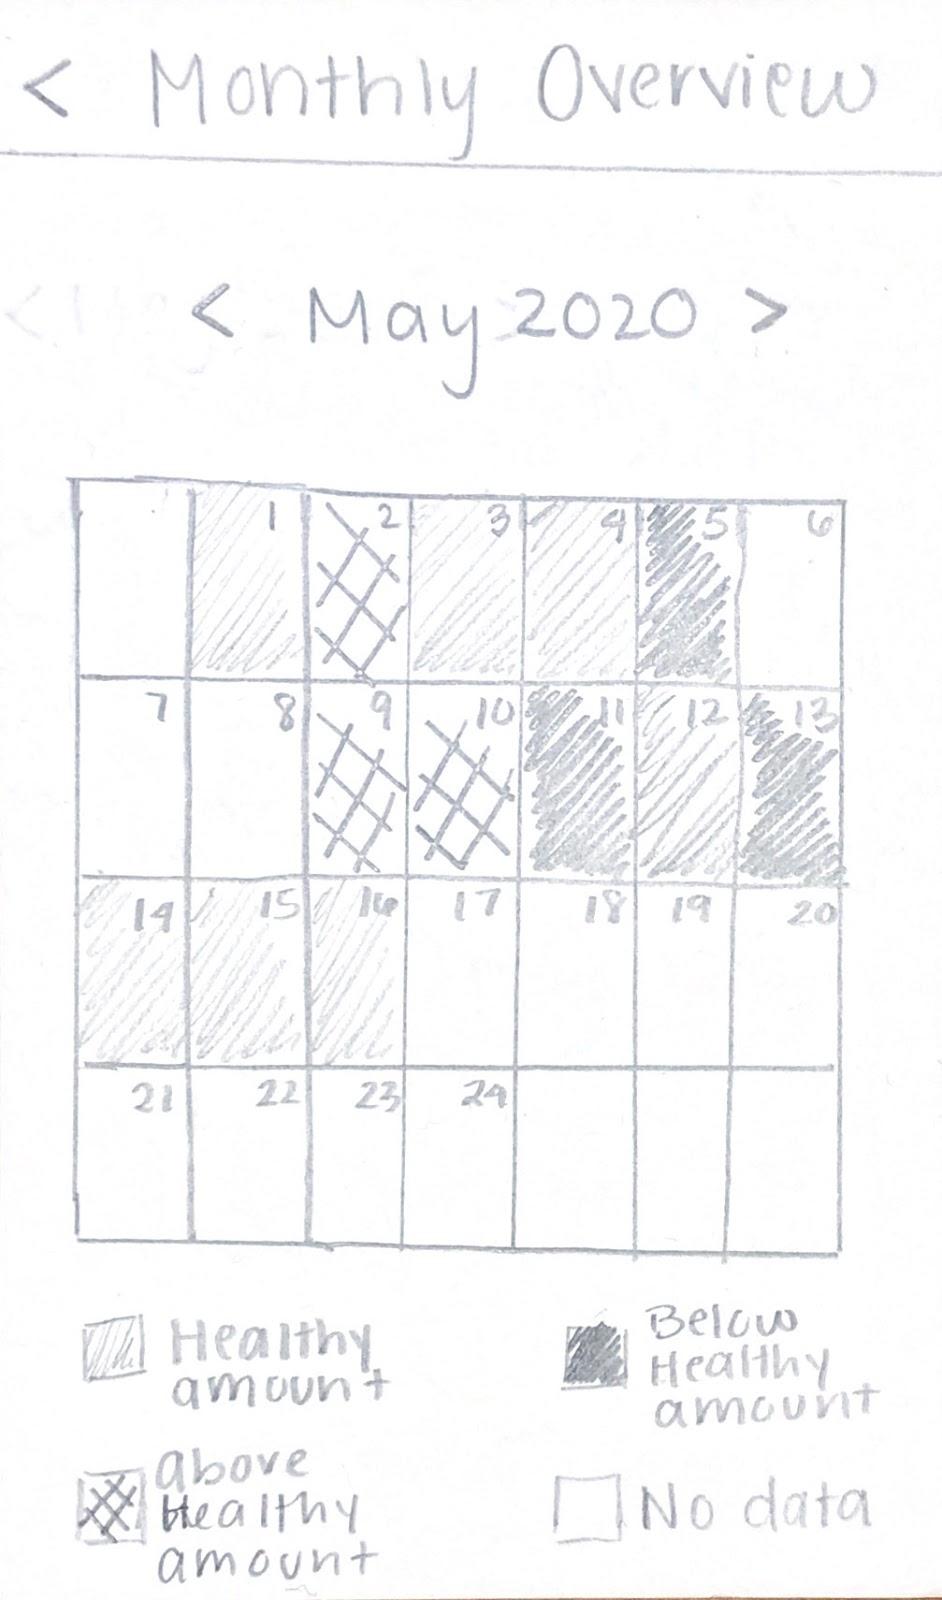 < Monthly Overview
< May 2020 >
1 2 3 4 5 6
7 8 9 10 11 12 13
14 15 16 17 18 19 20
21 22 23 24
Healthy
amount
Below
Healthy
amount
above
Healthy
amount
No data